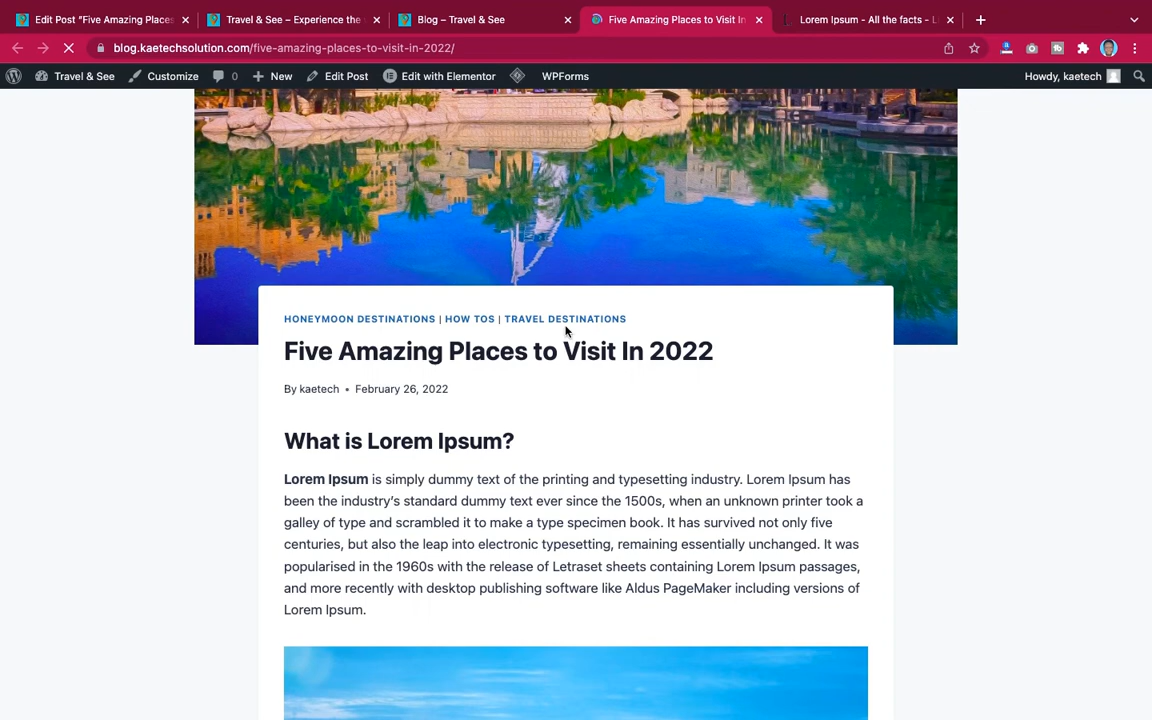 Edit Post "Five Amazing Places
Travel & See – Experience the
Blog – Travel & See
Five Amazing Places to Visit In
Lorem Ipsum - All the facts -
blog.kaetechsolution.com/five-amazing-places-to-visit-in-2022/
Travel & See
Customize
0
New
Edit Post
Edit with Elementor
WPForms
Howdy, kaetech
HONEYMOON DESTINATIONS | HOW TOS | TRAVEL DESTINATIONS
Five Amazing Places to Visit In 2022
By kaetech • February 26, 2022
What is Lorem Ipsum?
Lorem Ipsum is simply dummy text of the printing and typesetting industry. Lorem Ipsum has
been the industry's standard dummy text ever since the 1500s, when an unknown printer took a
galley of type and scrambled it to make a type specimen book. It has survived not only five
centuries, but also the leap into electronic typesetting, remaining essentially unchanged. It was
popularised in the 1960s with the release of Letraset sheets containing Lorem Ipsum passages,
and more recently with desktop publishing software like Aldus PageMaker including versions of
Lorem Ipsum.